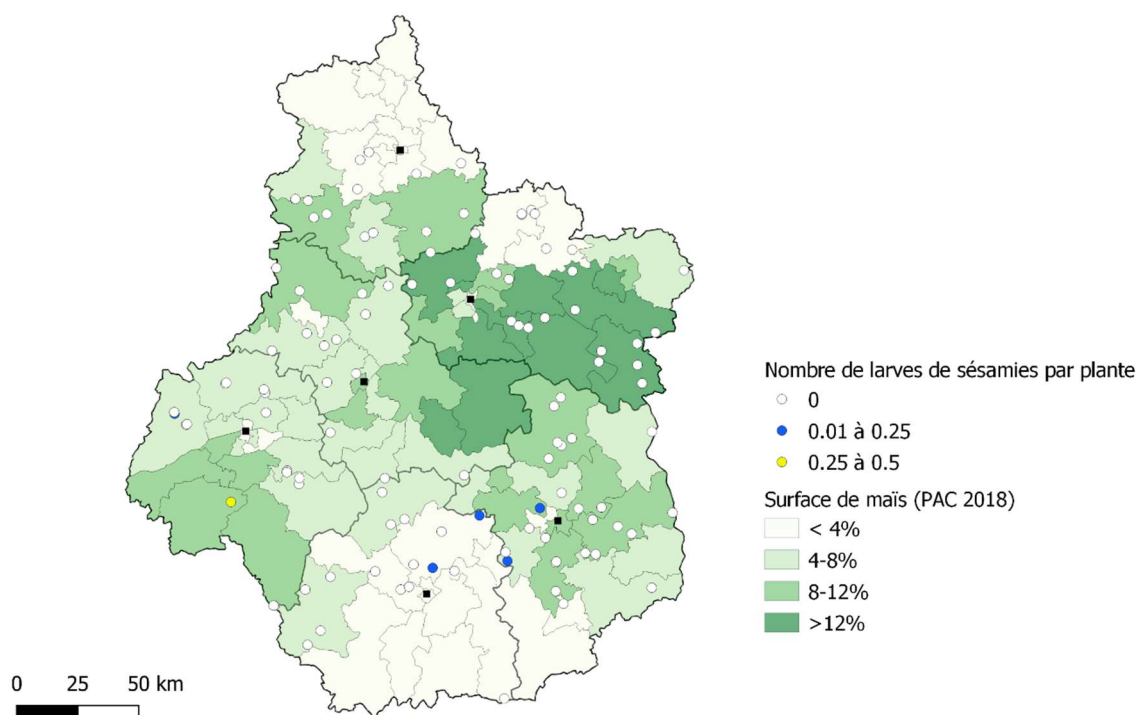 Nombre de larves de sésamies par plante
0
0.01 à 0.25
0.25 à 0.5
Surface de maïs (PAC 2018)
< 4%
4-8%
8-12%
>12%
0 25 50 km